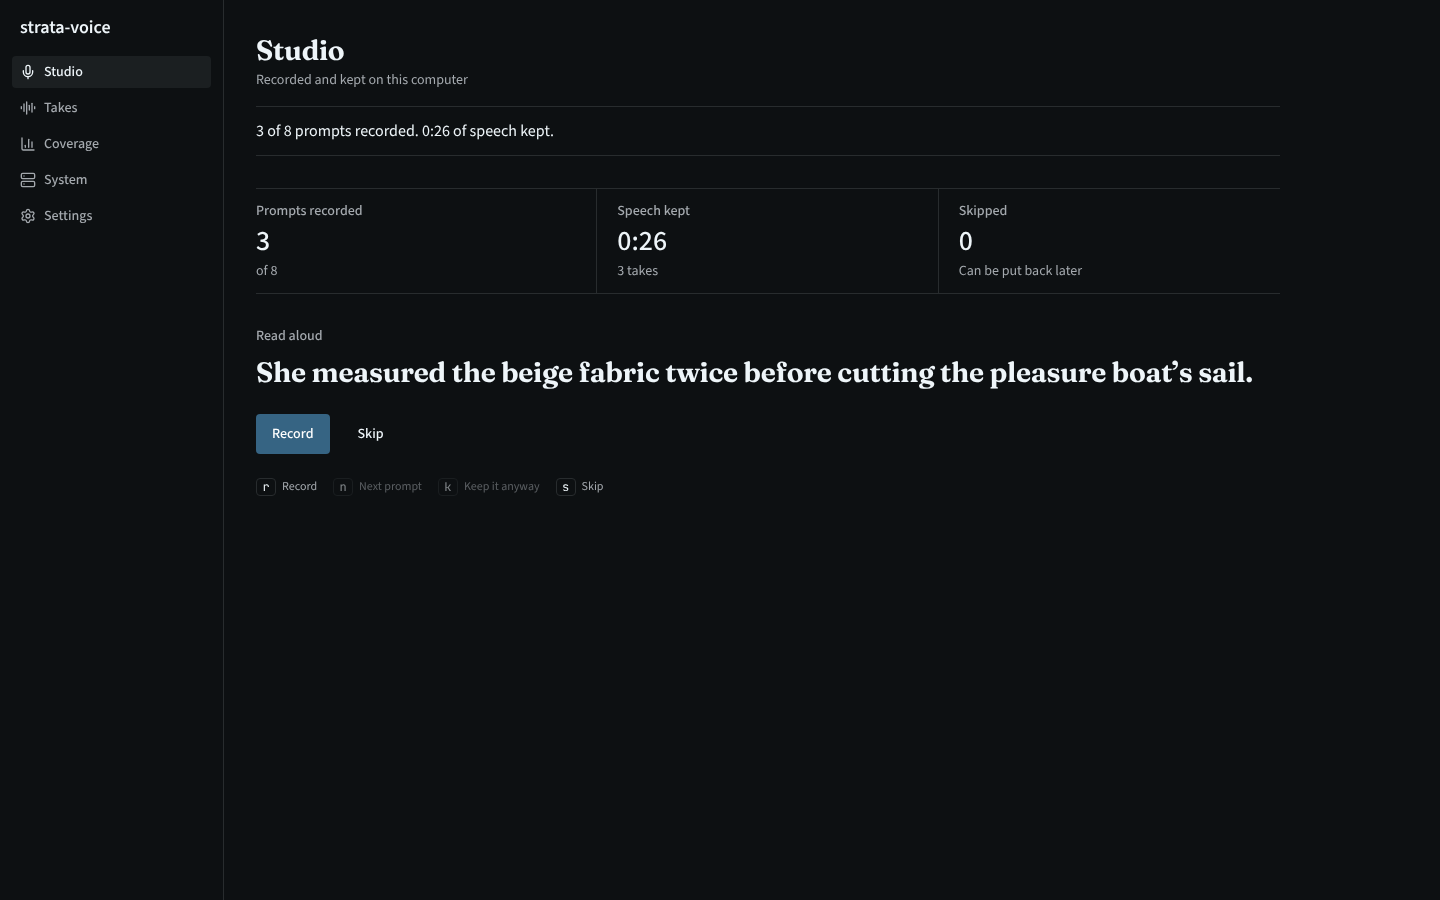 strata-voice
Studio
Takes
Coverage
System
Settings
Studio
Recorded and kept on this computer
3 of 8 prompts recorded. 0:26 of speech kept.
Prompts recorded
3
of 8
Speech kept
0:26
3 takes
Skipped
0
Can be put back later
Read aloud
She measured the beige fabric twice before cutting the pleasure boat’s sail.
Record Skip
r Record n Next prompt k Keep it anyway s Skip